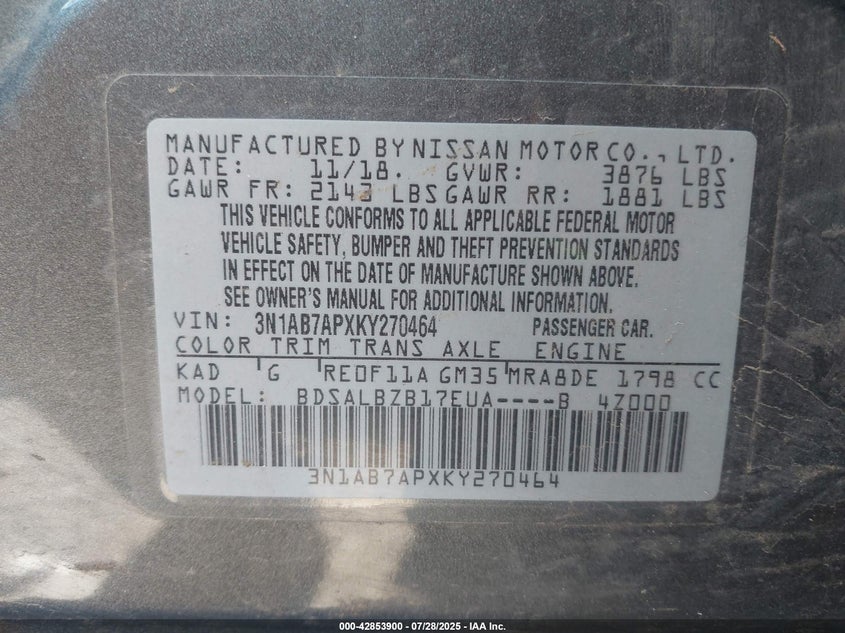 MANUFACTURED BY NISSAN MOTOR CO., LTD.
DATE: 11/18. GVWR: 3876 LBS
GAWR FR: 2143 LBS GAWR RR: 1881 LBS
THIS VEHICLE CONFORMS TO ALL APPLICABLE FEDERAL MOTOR
VEHICLE SAFETY, BUMPER AND THEFT PREVENTION STANDARDS
IN EFFECT ON THE DATE OF MANUFACTURE SHOWN ABOVE.
SEE OWNER'S MANUAL FOR ADDITIONAL INFORMATION.
VIN: 3N1AB7APXKY270464 PASSENGER CAR.
COLOR TRIM TRANS AXLE ENGINE
KAD G RE0F11A GM35 MRA8DE 1798 CC
MODEL: BDSALBZB17EUA----B 4Z000
3N1AB7APXKY270464
000-42853900 / 07/28/2025 - IAA Inc.